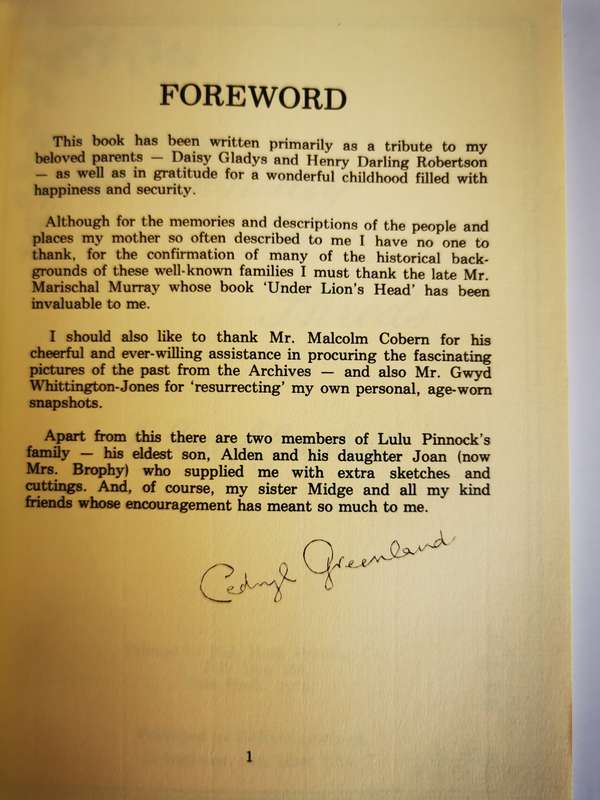 FOREWORD
This book has been written primarily as a tribute to my
beloved parents — Daisy Gladys and Henry Darling Robertson
— as well as in gratitude for a wonderful childhood filled with
happiness and security.
Although for the memories and descriptions of the people and
places my mother so often described to me I have no one to
thank, for the confirmation of many of the historical back-
grounds of these well-known families I must thank the late Mr.
Marischal Murray whose book ‘Under Lion’s Head’ has been
invaluable to me.
I should also like to thank Mr. Malcolm Cobern for his
cheerful and ever-willing assistance in procuring the fascinating
pictures of the past from the Archives — and also Mr. Gwyd
Whittington-Jones for ‘resurrecting’ my own personal, age-worn
snapshots.
Apart from this there are two members of Lulu Pinnock’s
family — his eldest son, Alden and his daughter Joan (now
Mrs. Brophy) who supplied me with extra sketches and
cuttings. And, of course, my sister Midge and all my kind
friends whose encouragement has meant so much to me.
Greenland
1